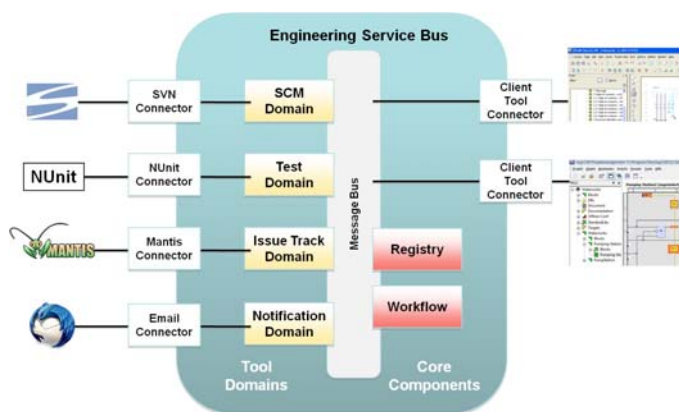 Engineering Service Bus
SVN
Connector
SCM
Domain
Client
Tool
Connector
NUnit
NUnit
Connector
Test
Domain
Client
Tool
Connector
Message Bus
MANTIS
Mantis
Connector
Issue Track
Domain
Registry
Email
Connector
Notification
Domain
Workflow
Tool
Domains
Core
Components